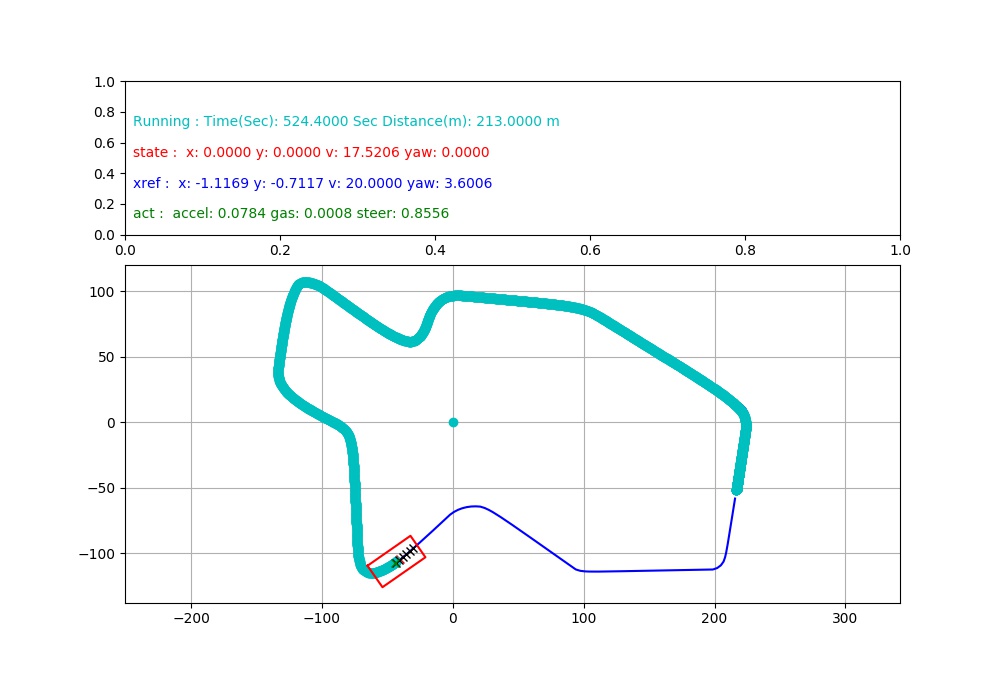 1.0
0.8
0.6
0.4
0.2
0.0
Running : Time(Sec): 524.4000 Sec Distance(m): 213.0000 m
state :  x: 0.0000 y: 0.0000 v: 17.5206 yaw: 0.0000
xref :  x: -1.1169 y: -0.7117 v: 20.0000 yaw: 3.6006
act :  accel: 0.0784 gas: 0.0008 steer: 0.8556
0.0 0.2 0.4 0.6 0.8 1.0
100
50
0
−50
−100
−200 −100 0 100 200 300